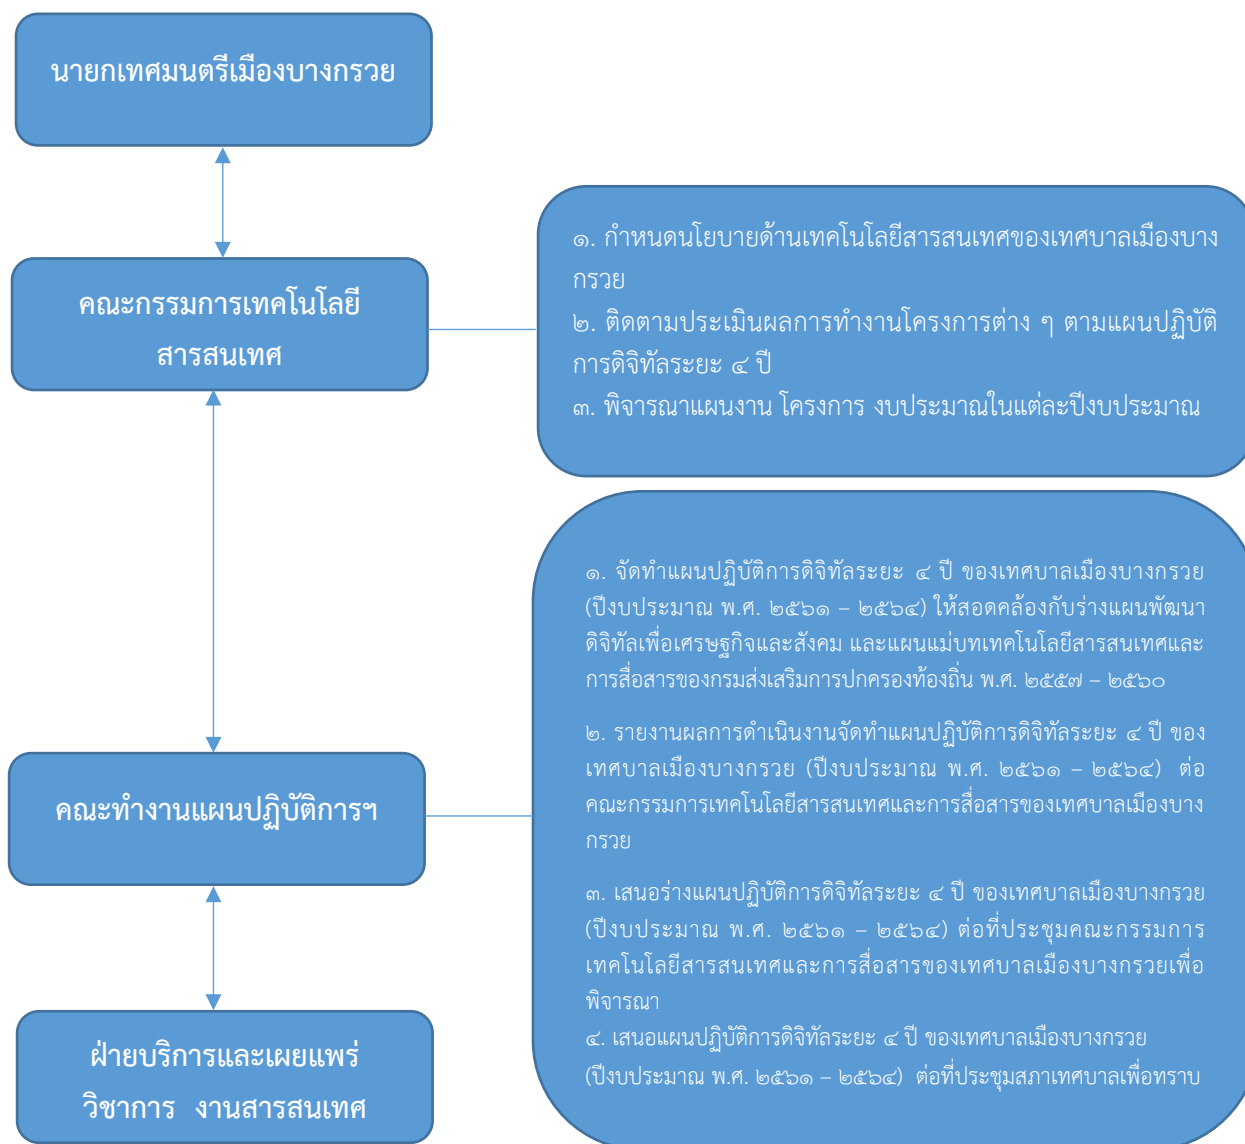 นายกเทศมนตรีเมืองบางกรวย
คณะกรรมการเทคโนโลยี
สารสนเทศ
๑. กำหนดนโยบายด้านเทคโนโลยีสารสนเทศของเทศบาลเมืองบาง
กรวย
๒. ติดตามประเมินผลการทำงานโครงการต่าง ๆ ตามแผนปฏิบัติ
การดิจิทัลระยะ ๔ ปี
๓. พิจารณาแผนงาน โครงการ งบประมาณในแต่ละปีงบประมาณ
คณะทำงานแผนปฏิบัติการฯ
๑. จัดทำแผนปฏิบัติการดิจิทัลระยะ ๔ ปี ของเทศบาลเมืองบางกรวย
(ปีงบประมาณ พ.ศ. ๒๕๖๑ – ๒๕๖๔) ให้สอดคล้องกับร่างแผนพัฒนา
ดิจิทัลเพื่อเศรษฐกิจและสังคม และแผนแม่บทเทคโนโลยีสารสนเทศและ
การสื่อสารของกรมส่งเสริมการปกครองท้องถิ่น พ.ศ. ๒๕๕๗ – ๒๕๖๐
๒. รายงานผลการดำเนินงานจัดทำแผนปฏิบัติการดิจิทัลระยะ ๔ ปี ของ
เทศบาลเมืองบางกรวย (ปีงบประมาณ พ.ศ. ๒๕๖๑ – ๒๕๖๔) ต่อ
คณะกรรมการเทคโนโลยีสารสนเทศและการสื่อสารของเทศบาลเมืองบาง
กรวย
๓. เสนอร่างแผนปฏิบัติการดิจิทัลระยะ ๔ ปี ของเทศบาลเมืองบางกรวย
(ปีงบประมาณ พ.ศ. ๒๕๖๑ – ๒๕๖๔) ต่อที่ประชุมคณะกรรมการ
เทคโนโลยีสารสนเทศและการสื่อสารของเทศบาลเมืองบางกรวยเพื่อ
พิจารณา
๔. เสนอแผนปฏิบัติการดิจิทัลระยะ ๔ ปี ของเทศบาลเมืองบางกรวย
(ปีงบประมาณ พ.ศ. ๒๕๖๑ – ๒๕๖๔) ต่อที่ประชุมสภาเทศบาลเพื่อทราบ
ฝ่ายบริการและเผยแพร่
วิชาการ งานสารสนเทศ